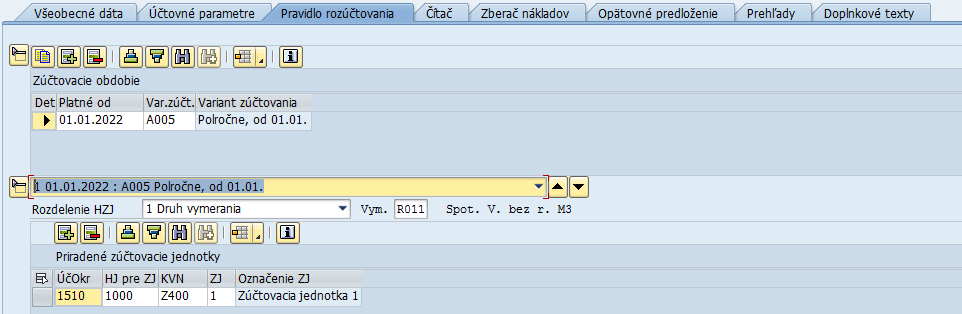 Všeobecné dáta Účtovné parametre Pravidlo rozúčtovania Čítač Zberač nákladov Opätovné predloženie Prehľady Doplnkové texty
Zúčtovacie obdobie
Det Platné od Var.zúčt. Variant zúčtovania
01.01.2022 A005 Polročne, od 01.01.
1 01.01.2022 : A005 Polročne, od 01.01.
Rozdelenie HZJ 1 Druh vymerania Vym. R011 Spot. V. bez r. M3
Priradené zúčtovacie jednotky
ÚčOkr HJ pre ZJ KVN ZJ Označenie ZJ
1510 1000 Z400 1 Zúčtovacia jednotka 1